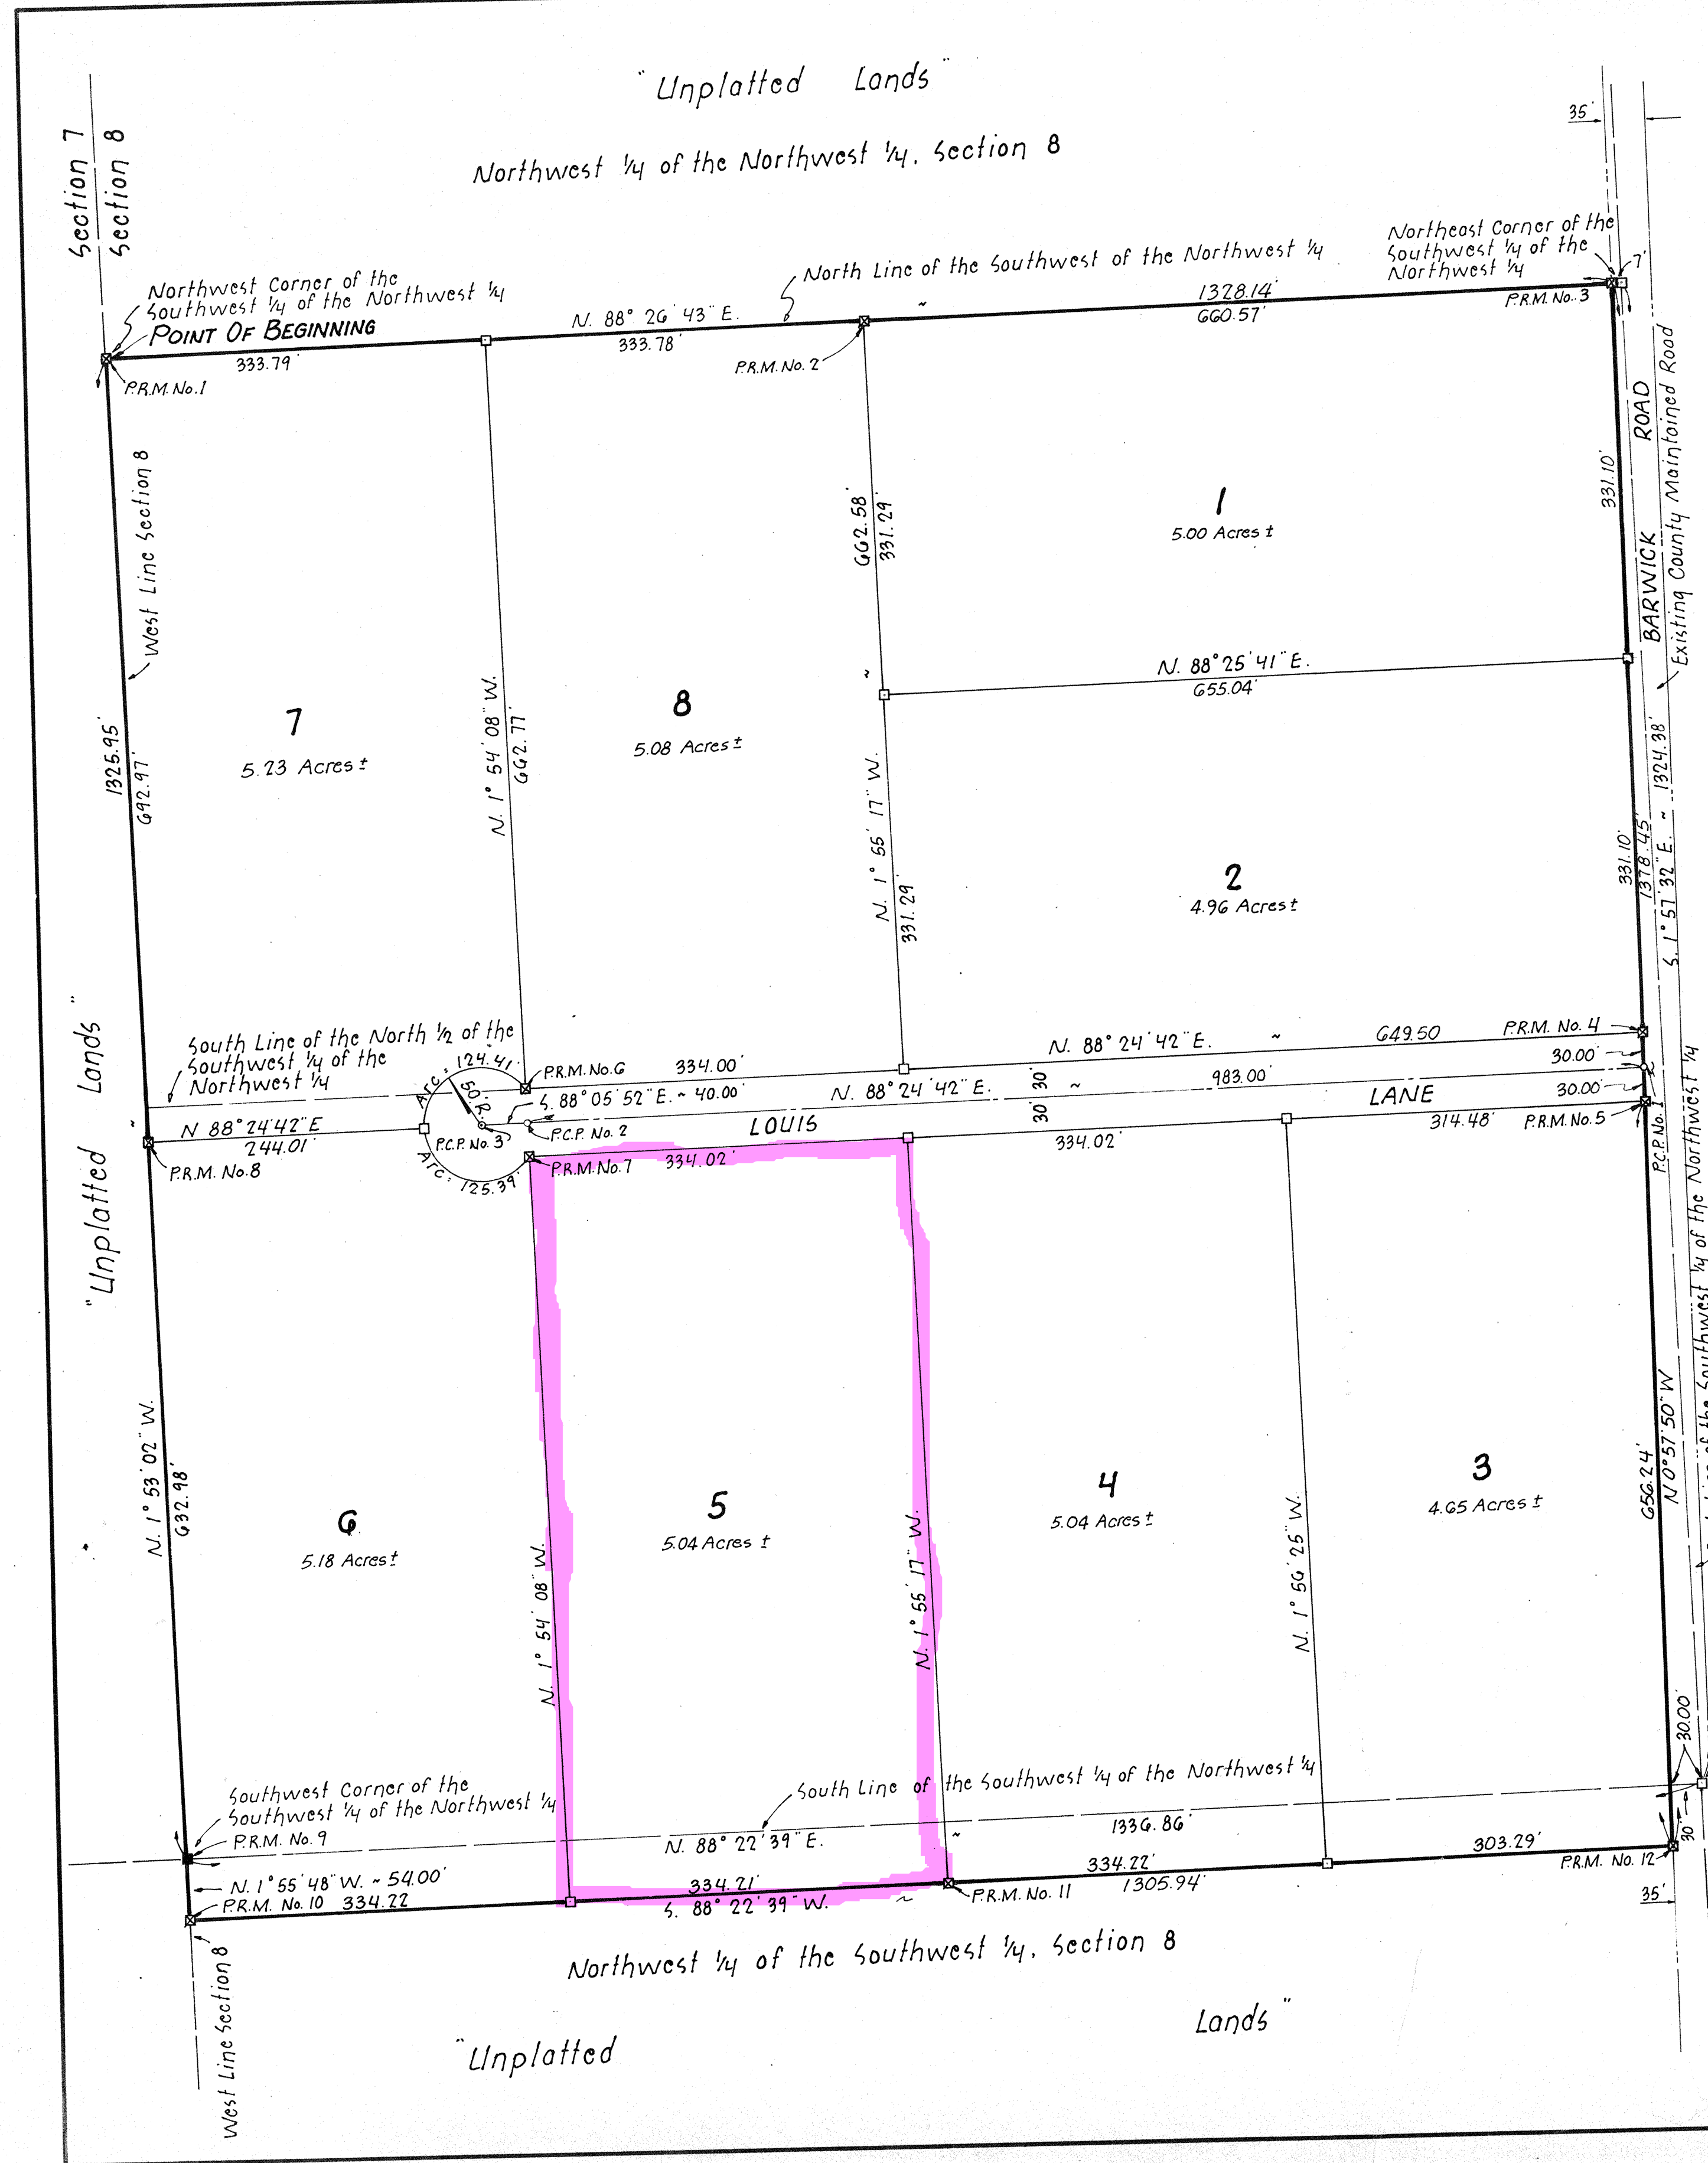 "Unplatted Lands"
Northwest ¼ of the Northwest ¼, Section 8
35'
Section 7
Section 8
Northwest Corner of the
Southwest ¼ of the Northwest ¼
POINT OF BEGINNING
P.R.M. No. 1
333.79'
N. 88° 26' 43" E.
333.78'
North Line of the Southwest of the Northwest ¼
~
P.R.M. No. 2
1328.14'
660.57'
Northeast Corner of the
Southwest ¼ of the
Northwest ¼
7'
P.R.M. No. 3
West Line Section 8
662.58'
331.29'
1
5.00 Acres ±
331.10'
BARWICK ROAD
Existing County Maintained Road
N. 88° 25' 41" E.
655.04'
~
7
5.23 Acres ±
1325.95'
692.97'
N. 1° 54' 08" W.
662.77'
8
5.08 Acres ±
N. 1° 55' 17" W.
331.29'
2
4.96 Acres ±
331.10'
1378.45'
S. 1° 57' 32" E. ~ 1324.38'
"Unplatted Lands"
~
South Line of the North ½ of the
Southwest ¼ of the
Northwest ¼
Arc = 124.41'
50' R.
P.R.M. No. 6
334.00'
N. 88° 24' 42" E. ~ 649.50
P.R.M. No. 4
30.00'
S. 88° 05' 52" E. ~ 40.00'
N. 88° 24' 42" E. ~ 983.00'
30'
30'
30.00'
N 88° 24' 42" E
244.01'
P.C.P. No. 3
P.C.P. No. 2
LOUIS LANE
P.R.M. No. 8
Arc = 125.39'
P.R.M. No. 7
334.02'
334.02'
314.48'
P.R.M. No. 5
P.C.P. No. 1
N. 1° 53' 02" W.
632.98'
6
5.18 Acres ±
N. 1° 54' 08" W.
5
5.04 Acres ±
N. 1° 55' 17" W.
4
5.04 Acres ±
N. 1° 56' 25" W.
3
4.65 Acres ±
656.24'
N 0° 57' 50" W
Line of the Southwest ¼ of the Northwest ¼
30.00'
30'
Southwest Corner of the
Southwest ¼ of the Northwest ¼
P.R.M. No. 9
South Line of the Southwest ¼ of the Northwest ¼
N. 88° 22' 39" E. ~ 1336.86'
N. 1° 55' 48" W. ~ 54.00'
P.R.M. No. 10
334.22
334.21'
334.22'
303.29'
P.R.M. No. 12
S. 88° 22' 39" W. ~ 1305.94'
P.R.M. No. 11
35'
West Line Section 8
Northwest ¼ of the Southwest ¼, Section 8
"Unplatted Lands"